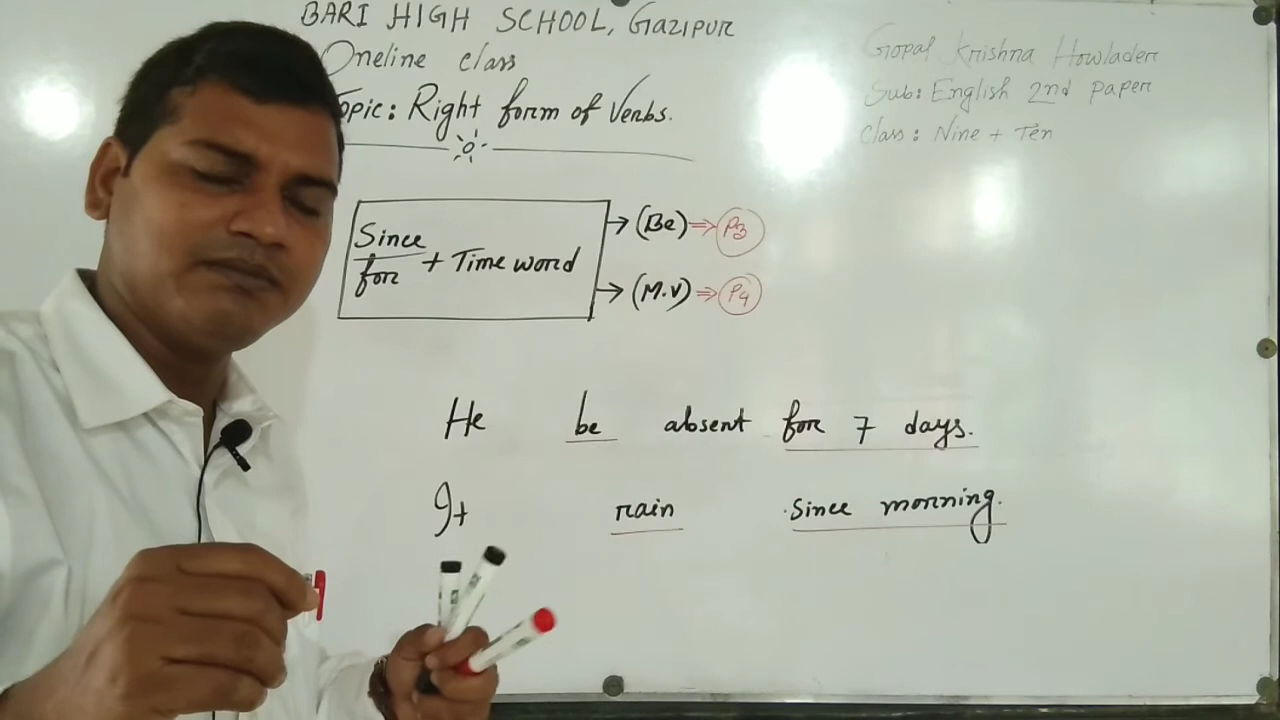 BARI HIGH SCHOOL, Gazipur
Oneline class
Topic: Right form of Verbs.
Gopal Krishna Howlader
Sub: English 2nd paper
Class: Nine + Ten
Since
for + Time word
(Be) ⇒ P3
(M.V) ⇒ P4
He be absent for 7 days.
It rain since morning.